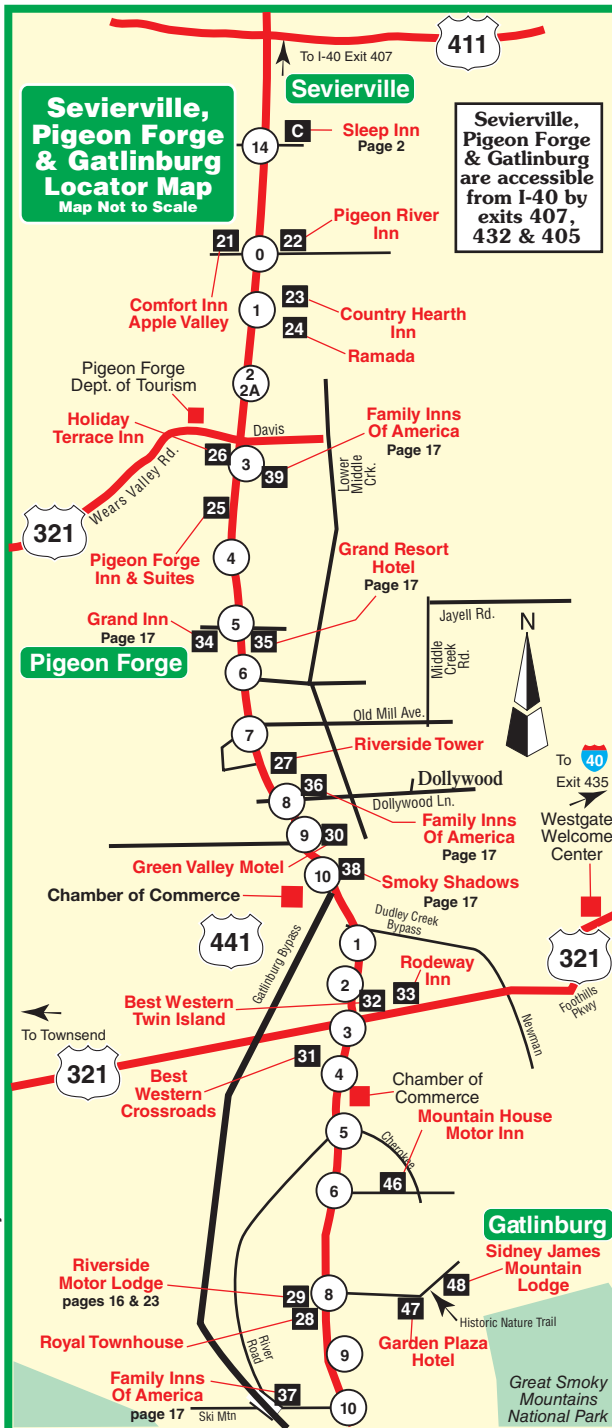 411
To I-40 Exit 407
Sevierville
Sevierville,
Pigeon Forge
& Gatlinburg
Locator Map
Map Not to Scale
Sevierville,
Pigeon Forge
& Gatlinburg
are accessible
from I-40 by
exits 407,
432 & 405
14
C
Sleep Inn
Page 2
21
22
Pigeon River
Inn
0
Comfort Inn
Apple Valley
1
23
Country Hearth
Inn
24
Ramada
Pigeon Forge
Dept. of Tourism
2
2A
Holiday
Terrace Inn
Davis
Family Inns
Of America
Page 17
26
3
39
Lower
Middle
Crk.
Wears Valley Rd.
321
25
Pigeon Forge
Inn & Suites
4
Grand Resort
Hotel
Page 17
Grand Inn
Page 17
34
5
35
Jayell Rd.
Middle
Creek
Rd.
N
Pigeon Forge
6
Old Mill Ave.
7
Riverside Tower
27
To 40
Exit 435
Dollywood
36
8
Dollywood Ln.
Family Inns
Of America
Page 17
Westgate
Welcome
Center
9
30
Green Valley Motel
10
38
Smoky Shadows
Page 17
Chamber of Commerce
441
Gatlinburg Bypass
Dudley Creek
Bypass
1
321
Foothills
Pkwy
Rodeway
Inn
2
33
Best Western
Twin Island
32
Newman
To Townsend
3
321
31
Best
Western
Crossroads
4
Chamber of
Commerce
Mountain House
Motor Inn
5
Cherokee
46
6
Gatlinburg
Sidney James
Mountain
Lodge
48
Riverside
Motor Lodge
pages 16 & 23
29
8
28
47
Historic Nature Trail
Royal Townhouse
Garden Plaza
Hotel
River
Road
9
Family Inns
Of America
page 17
37
Ski Mtn
10
Great Smoky
Mountains
National Park